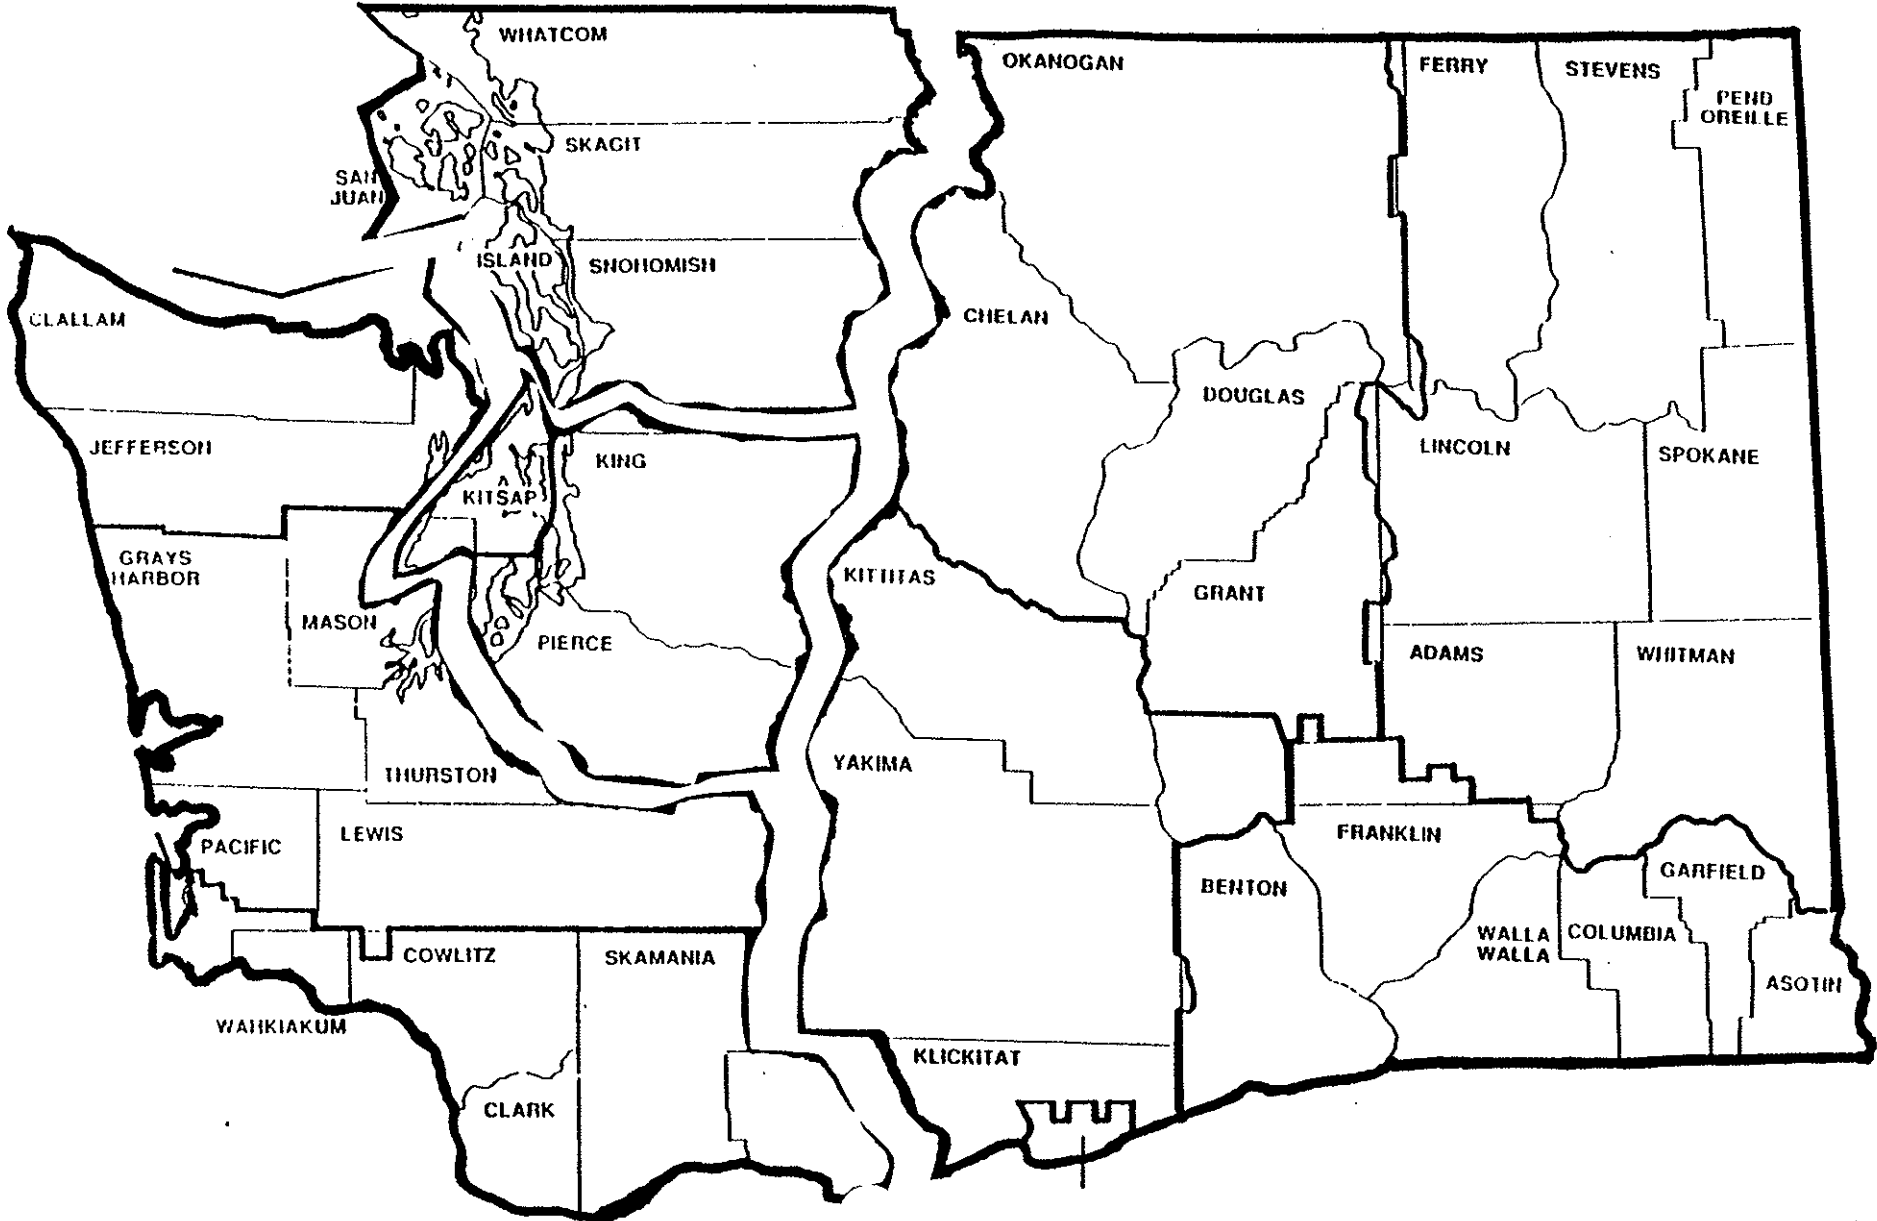 WHATCOM
OKANOGAN
FERRY
STEVENS
PEND
OREILLE
SKAGIT
SAN
JUAN
ISLAND
SNOHOMISH
CLALLAM
CHELAN
DOUGLAS
JEFFERSON
KING
LINCOLN
SPOKANE
KITSAP
GRAYS
HARBOR
KITTITAS
GRANT
MASON
PIERCE
ADAMS
WHITMAN
THURSTON
YAKIMA
LEWIS
FRANKLIN
PACIFIC
GARFIELD
BENTON
WALLA
WALLA
COLUMBIA
COWLITZ
SKAMANIA
ASOTIN
WAHKIAKUM
KLICKITAT
CLARK